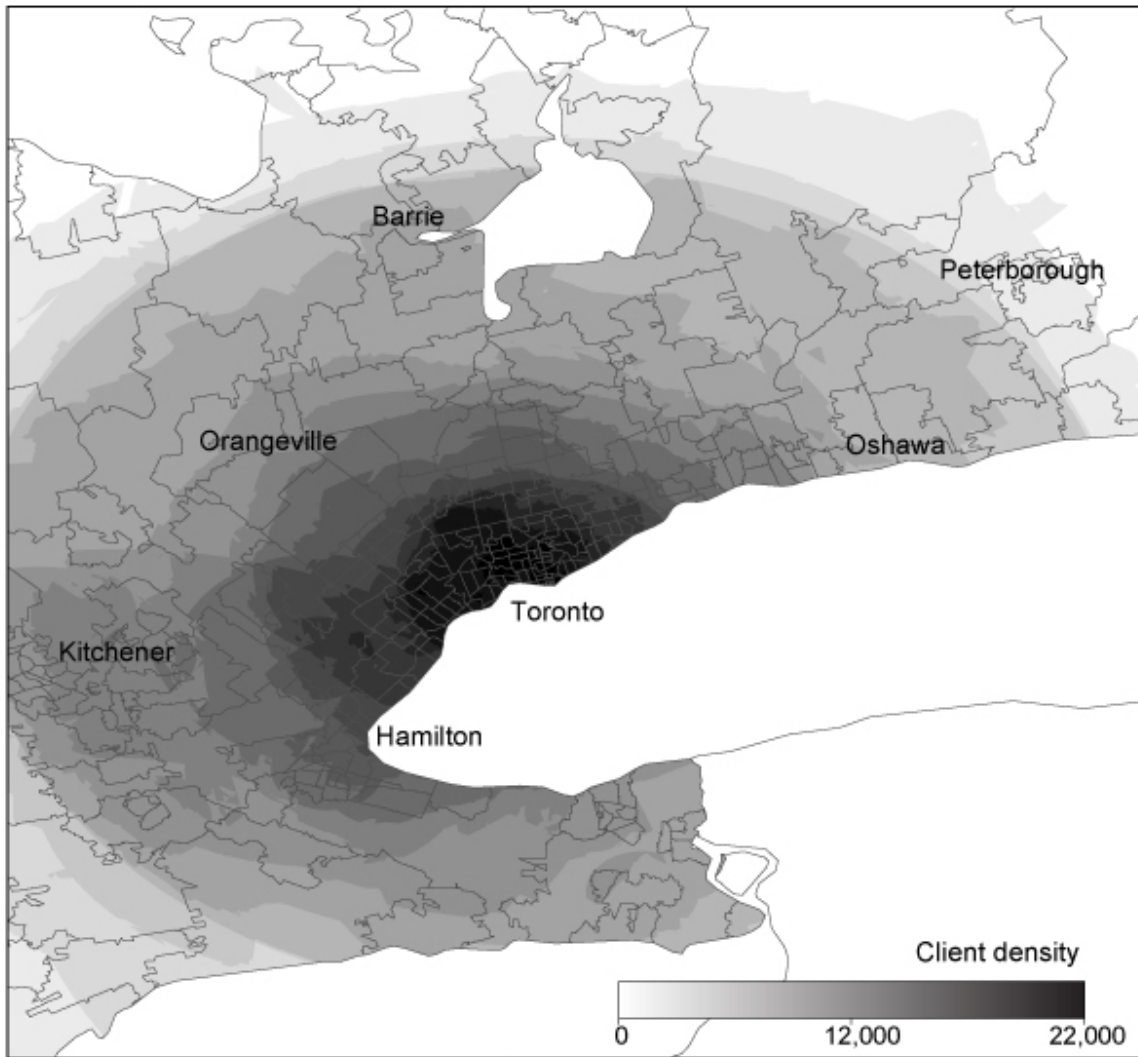 Barrie
Peterborough
Orangeville
Oshawa
Toronto
Kitchener
Hamilton
Client density
0 12,000 22,000